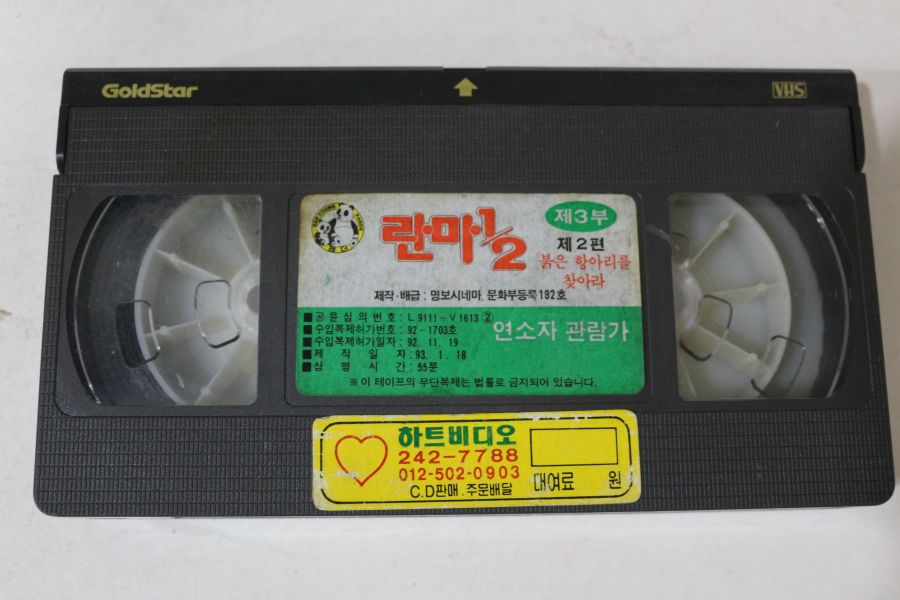 GoldStar
VHS
란마1/2
제3부
제2편
붉은 항아리를
찾아라
제작·배급 : 명보시네마, 문화부등록 192호
■공윤심의번호 : L9111-V1613②
■수입복제허가번호 : 92-1703호
■수입복제허가일자 : 92. 11. 19
■제작일자 : 93. 1. 18
■상영시간 : 55분
연소자 관람가
※이 테이프의 무단복제는 법률로 금지되어 있습니다.
하트비디오
242-7788
012-502-0903
C.D판매. 주문배달
대여료 원